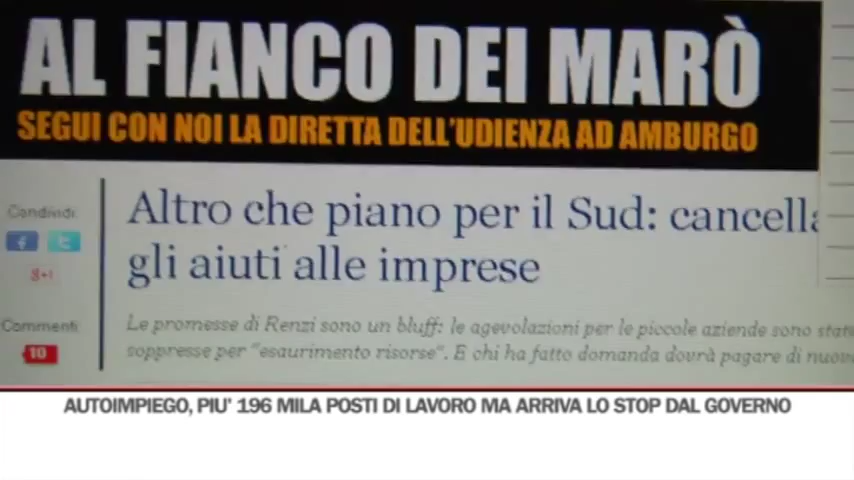 AL FIANCO DEI MARÒ
SEGUI CON NOI LA DIRETTA DELL'UDIENZA AD AMBURGO
Condividi:
Altro che piano per il Sud: cancella
gli aiuti alle imprese
g+1
Commenti
10
Le promesse di Renzi sono un bluff: le agevolazioni per le piccole aziende sono state
soppresse per "esaurimento risorse". E chi ha fatto domanda dovrà pagare di nuovo
AUTOIMPIEGO, PIU' 196 MILA POSTI DI LAVORO MA ARRIVA LO STOP DAL GOVERNO